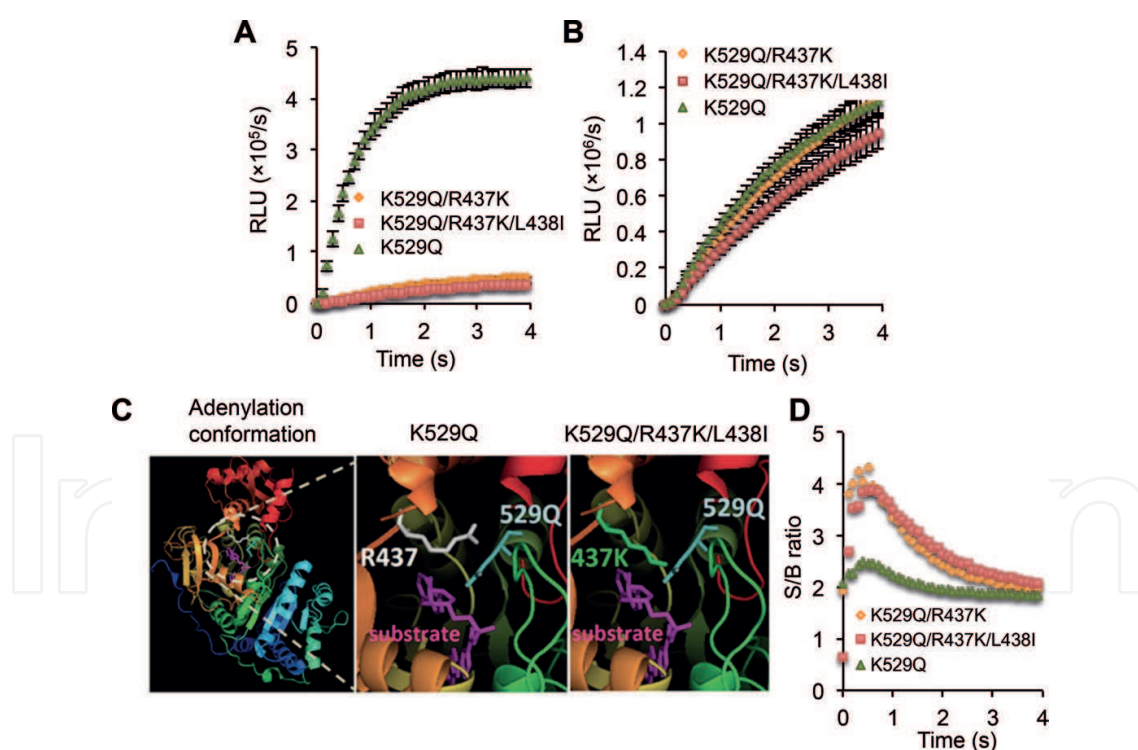 A
RLU (×10⁵/s)
5
4
3
2
1
0
K529Q/R437K
K529Q/R437K/L438I
K529Q
0 1 2 3 4
Time (s)
B
RLU (×10⁶/s)
1.4
1.2
1
0.8
0.6
0.4
0.2
0
K529Q/R437K
K529Q/R437K/L438I
K529Q
0 1 2 3 4
Time (s)
C
Adenylation
conformation
K529Q
K529Q/R437K/L438I
529Q
R437
substrate
529Q
437K
substrate
D
S/B ratio
5
4
3
2
1
0
K529Q/R437K
K529Q/R437K/L438I
K529Q
0 1 2 3 4
Time (s)